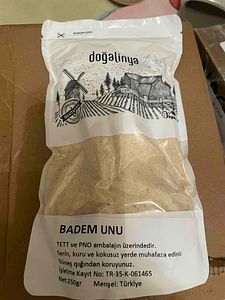 doğalinya
BADEM UNU
TETT ve PNO ambalajın üzerindedir.
Serin, kuru ve kokusuz yerde muhafaza edinii
Güneş ışığından koruyunuz.
İşletme Kayıt No: TR-35-K-061465
Net:250gr Menşei: Türkiye